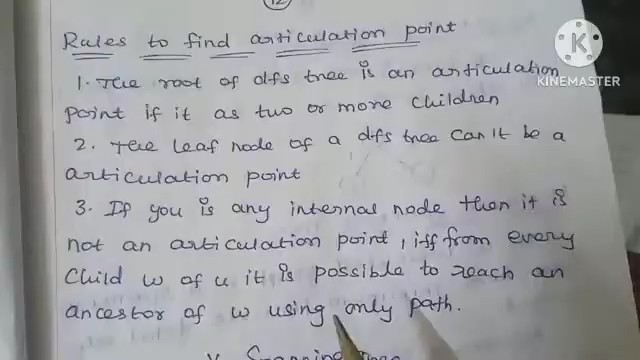 12
Rules to find articulation point
K
KINEMASTER
1. The root of dfs tree is an articulation
point if it as two or more children
2. The leaf node of a dfs tree can't be a
articulation point
3. If you is any internal node then it is
not an articulation point, iff from every
child w of u it is possible to reach an
ancestor of w using only path.